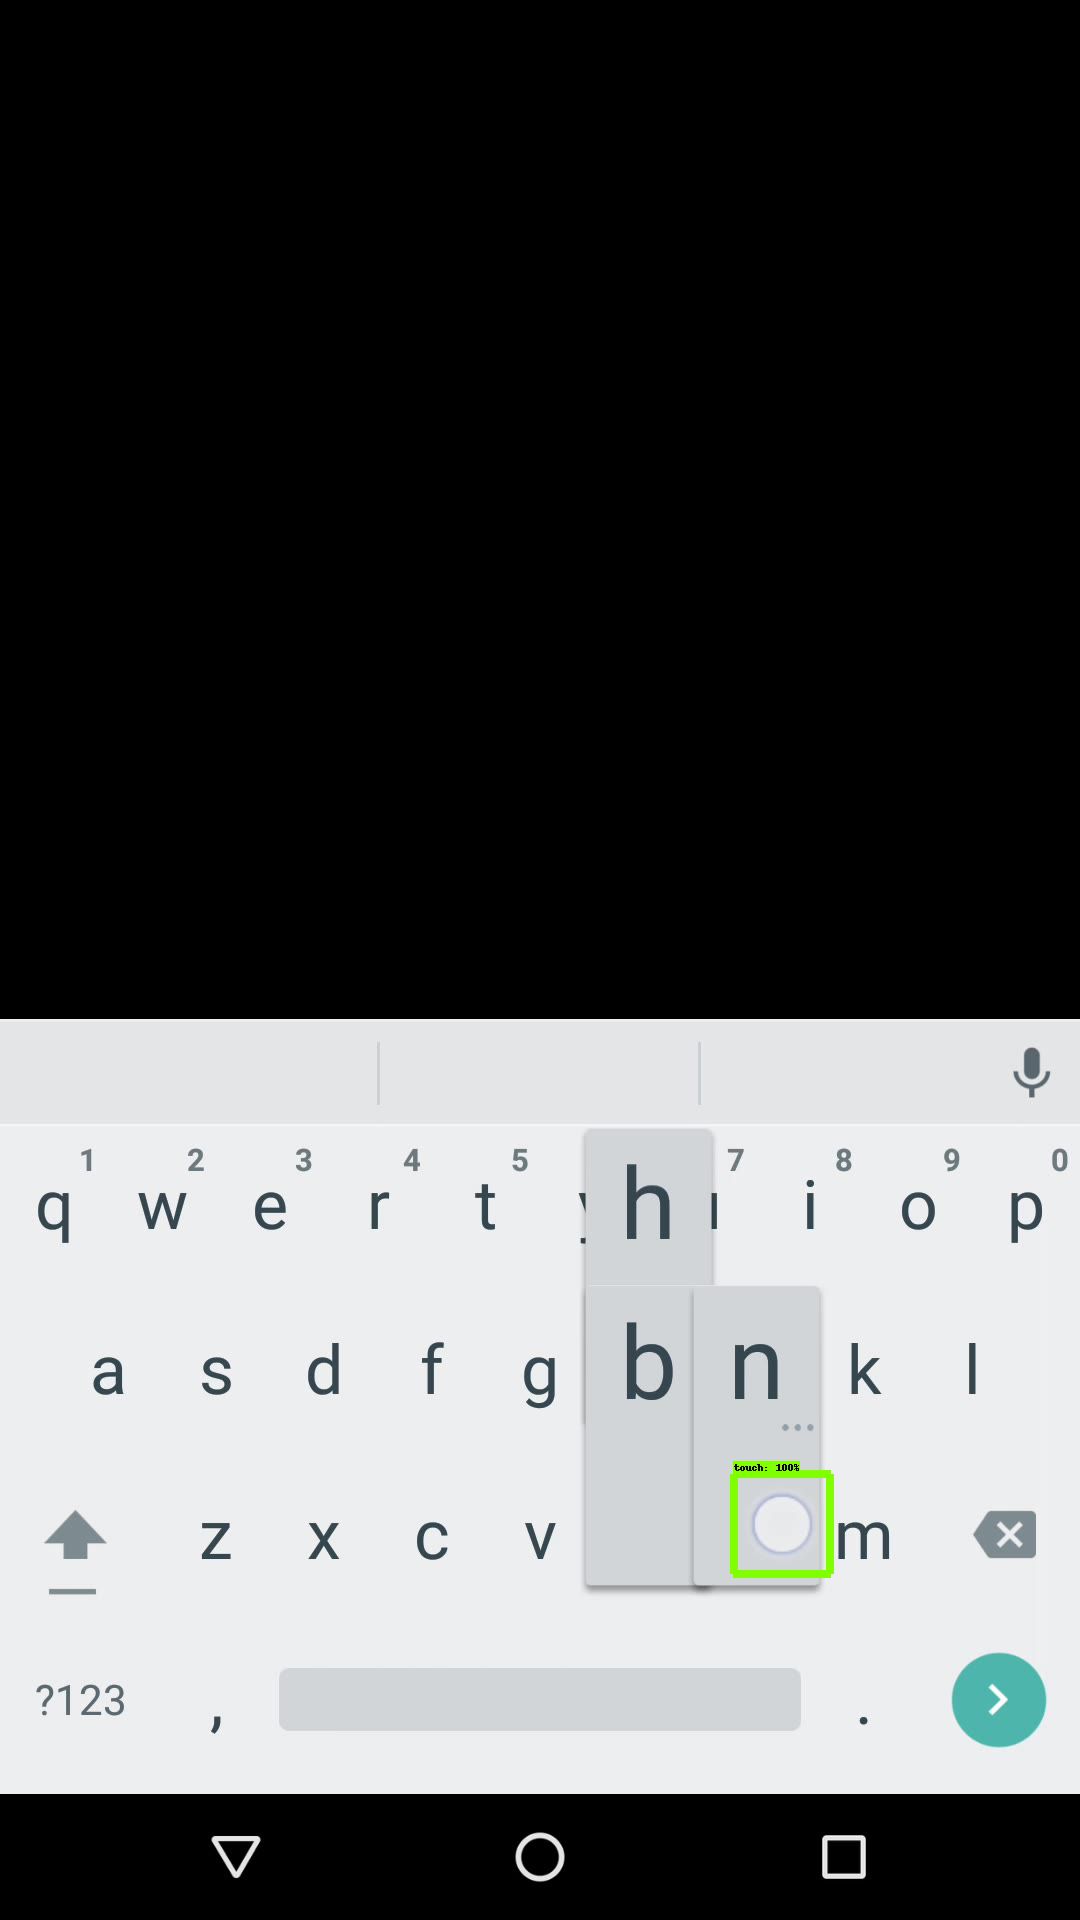 1 2 3 4 5 7 8 9 0
q w e r t y h u i o p
a s d f g b n k l
...
touch: 100%
z x c v m
?123 , .